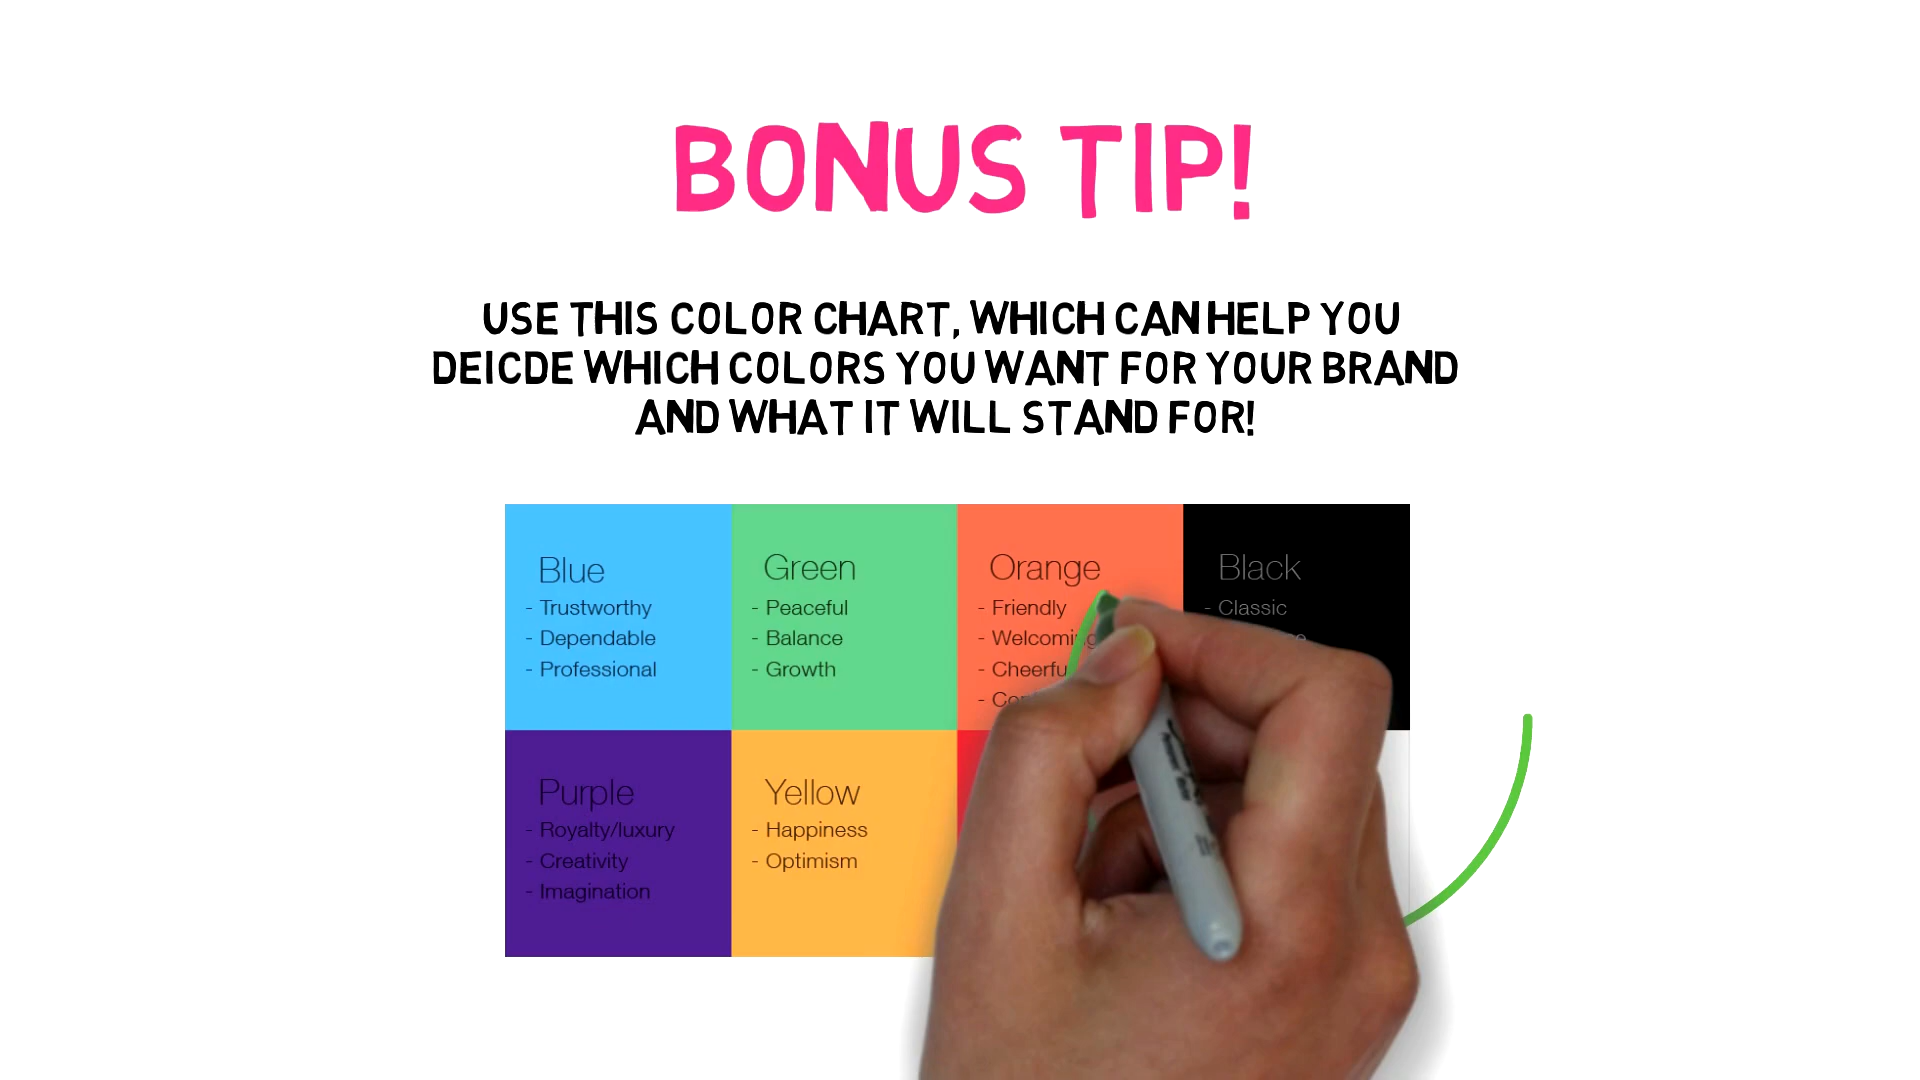 BONUS TIP!
USE THIS COLOR CHART, WHICH CAN HELP YOU
DEICDE WHICH COLORS YOU WANT FOR YOUR BRAND
AND WHAT IT WILL STAND FOR!
Blue
- Trustworthy
- Dependable
- Professional
Green
- Peaceful
- Balance
- Growth
Orange
- Friendly
- Welcoming
- Cheerfu
Black
- Classic
Purple
- Royalty/luxury
- Creativity
- Imagination
Yellow
- Happiness
- Optimism